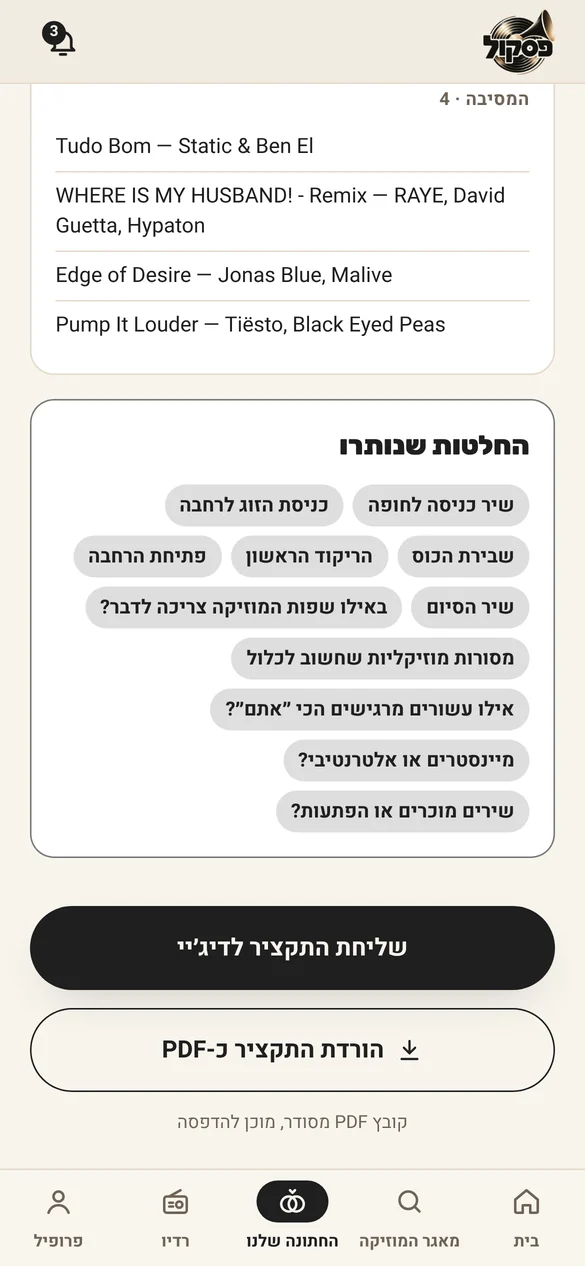 3
פסקול
המסיבה · 4
Tudo Bom — Static & Ben El
WHERE IS MY HUSBAND! - Remix — RAYE, David
Guetta, Hypaton
Edge of Desire — Jonas Blue, Malive
Pump It Louder — Tiësto, Black Eyed Peas
החלטות שנותרו
שיר כניסה לחופה
כניסת הזוג לרחבה
שבירת הכוס
הריקוד הראשון
פתיחת הרחבה
שיר הסיום
באילו שפות המוזיקה צריכה לדבר?
מסורות מוזיקליות שחשוב לכלול
אילו עשורים מרגישים הכי ״אתם״?
מיינסטרים או אלטרנטיבי?
שירים מוכרים או הפתעות?
שליחת התקציר לדיג׳יי
הורדת התקציר כ-PDF
קובץ PDF מסודר, מוכן להדפסה
בית
מאגר המוזיקה
החתונה שלנו
רדיו
פרופיל